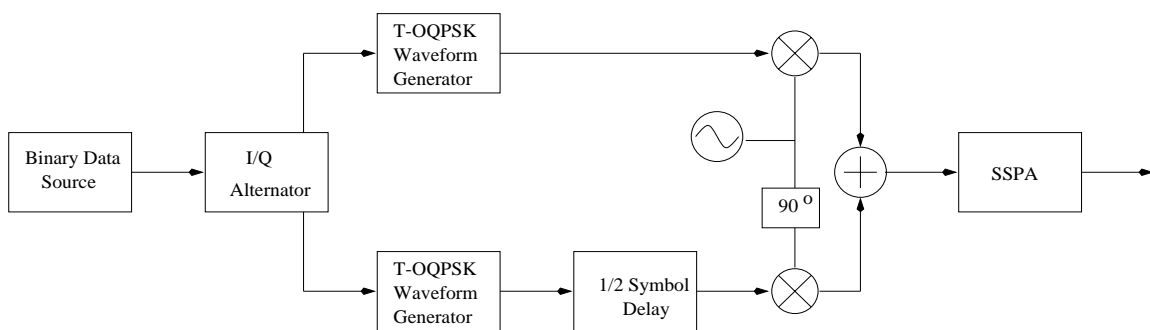 T-OQPSK
Waveform
Generator
Binary Data
Source
I/Q
Alternator
90°
SSPA
T-OQPSK
Waveform
Generator
1/2 Symbol
Delay